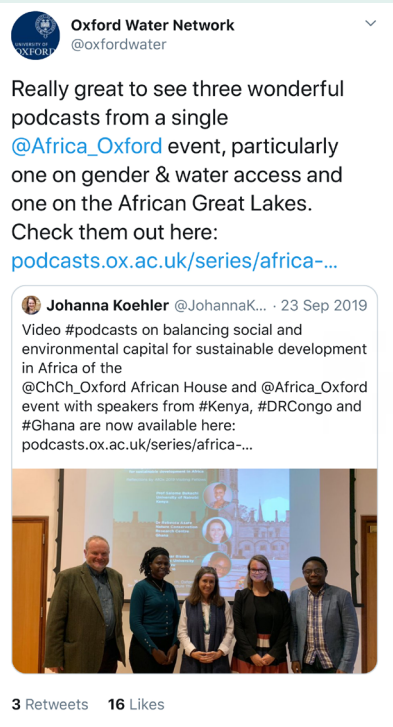 Oxford Water Network
@oxfordwater
UNIVERSITY OF
OXFORD
Really great to see three wonderful
podcasts from a single
@Africa_Oxford event, particularly
one on gender & water access and
one on the African Great Lakes.
Check them out here:
podcasts.ox.ac.uk/series/africa-...
Johanna Koehler @JohannaK... · 23 Sep 2019
Video #podcasts on balancing social and
environmental capital for sustainable development
in Africa of the
@ChCh_Oxford African House and @Africa_Oxford
event with speakers from #Kenya, #DRCongo and
#Ghana are now available here:
podcasts.ox.ac.uk/series/africa-...
3 Retweets 16 Likes